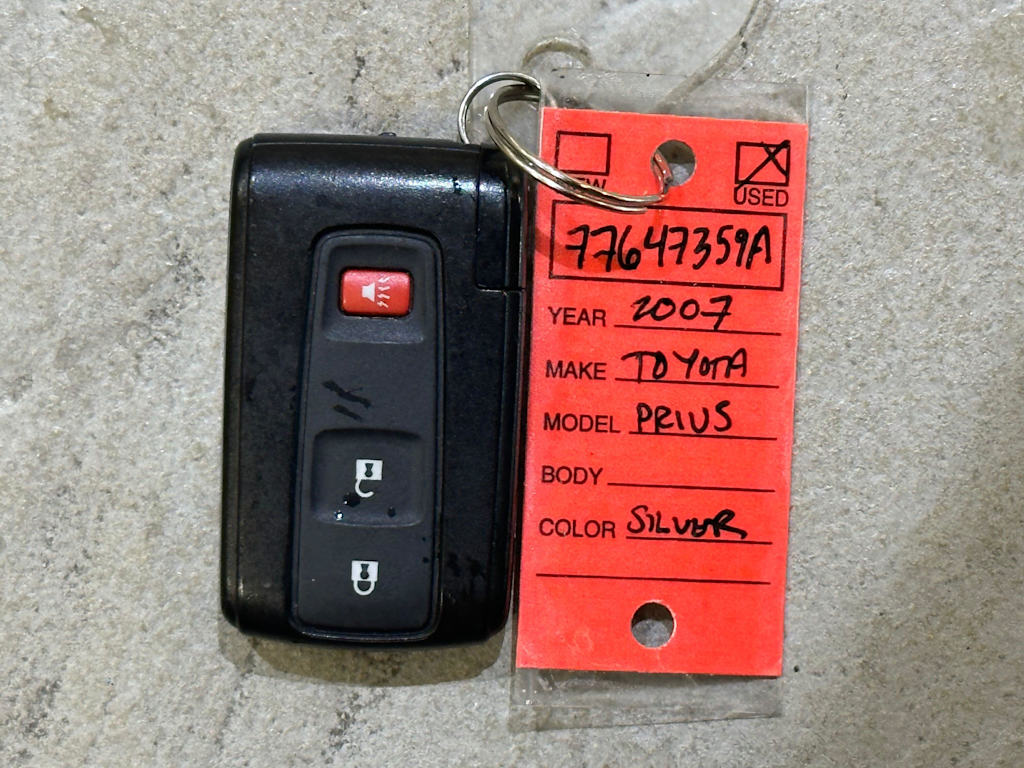 USED
77647359A
YEAR 2007
MAKE TOYOTA
MODEL PRIUS
BODY
COLOR SILVER